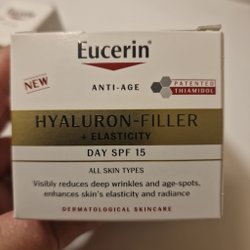 Eucerin®
NEW
ANTI-AGE
PATENTED
THIAMIDOL
HYALURON-FILLER
+ ELASTICITY
DAY SPF 15
ALL SKIN TYPES
Visibly reduces deep wrinkles and age-spots,
enhances skin's elasticity and radiance
DERMATOLOGICAL SKINCARE